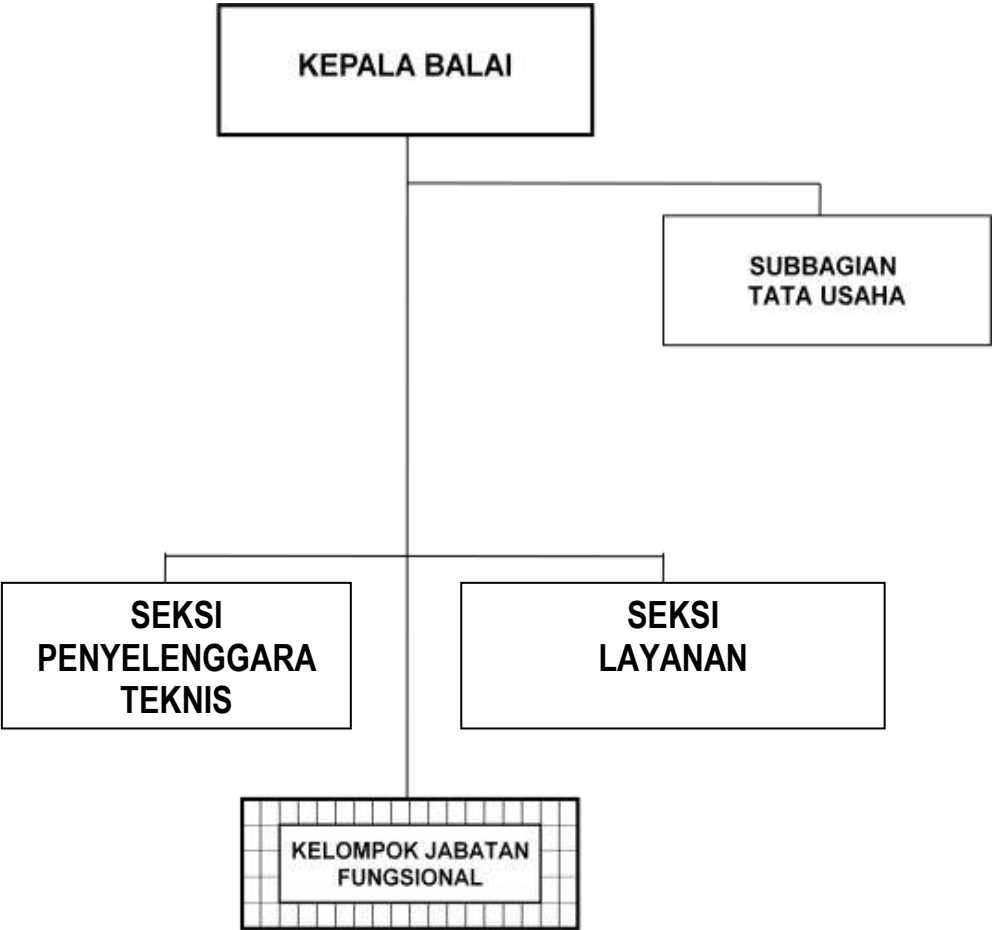 KEPALA BALAI
SUBBAGIAN
TATA USAHA
SEKSI
PENYELENGGARA
TEKNIS
SEKSI
LAYANAN
KELOMPOK JABATAN
FUNGSIONAL